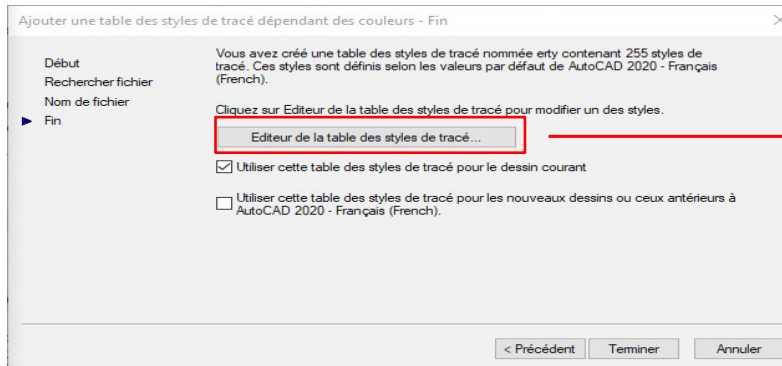 Ajouter une table des styles de tracé dépendant des couleurs - Fin
Début
Rechercher fichier
Nom de fichier
Fin
Vous avez créé une table des styles de tracé nommée erty contenant 255 styles de
tracé. Ces styles sont définis selon les valeurs par défaut de AutoCAD 2020 - Français
(French).
Cliquez sur Editeur de la table des styles de tracé pour modifier un des styles.
Editeur de la table des styles de tracé...
Utiliser cette table des styles de tracé pour le dessin courant
Utiliser cette table des styles de tracé pour les nouveaux dessins ou ceux antérieurs à
AutoCAD 2020 - Français (French).
< Précédent
Terminer
Annuler